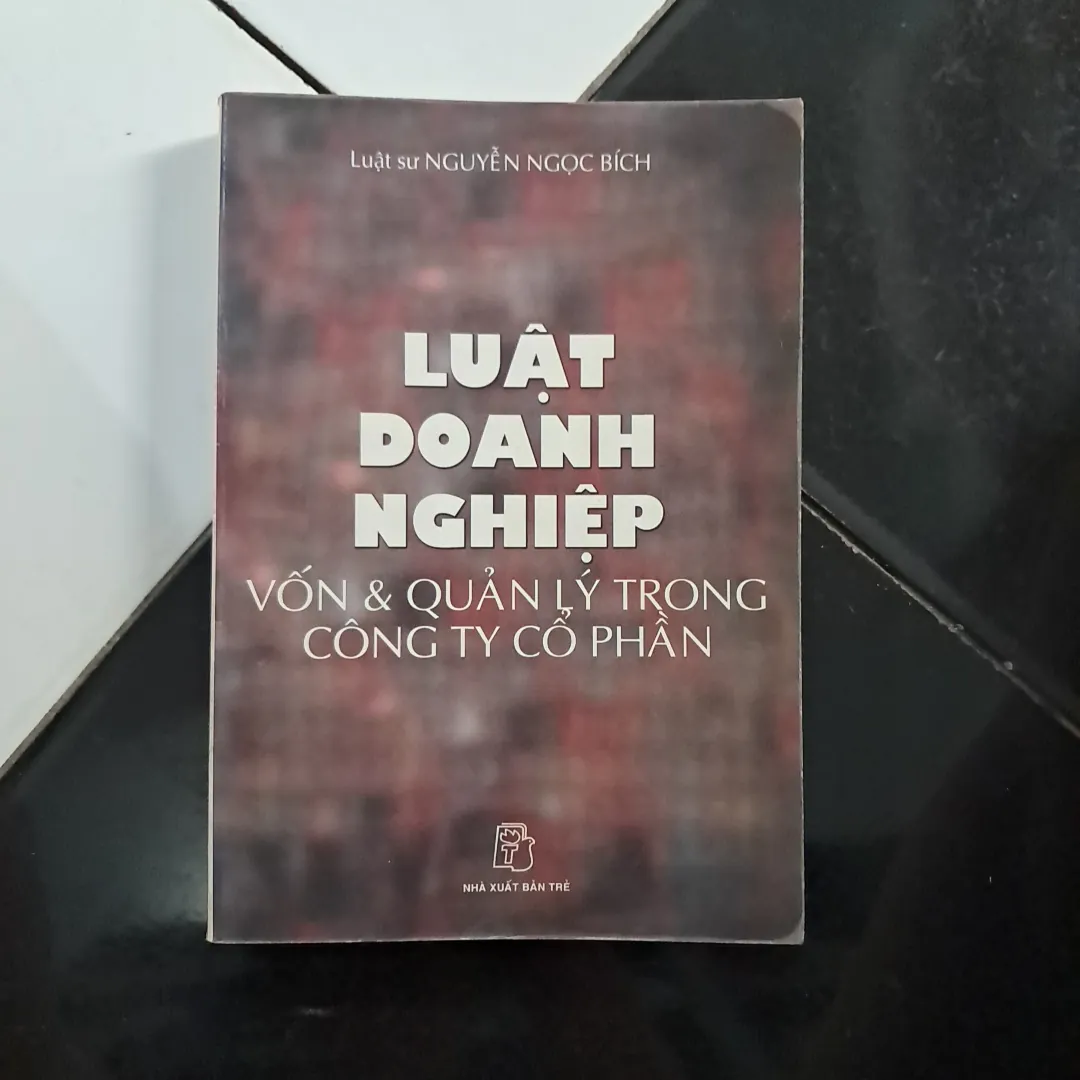 Luật sư NGUYỄN NGỌC BÍCH
LUẬT
DOANH
NGHIỆP
VỐN & QUẢN LÝ TRONG
CÔNG TY CỔ PHẦN
T
NHÀ XUẤT BẢN TRẺ